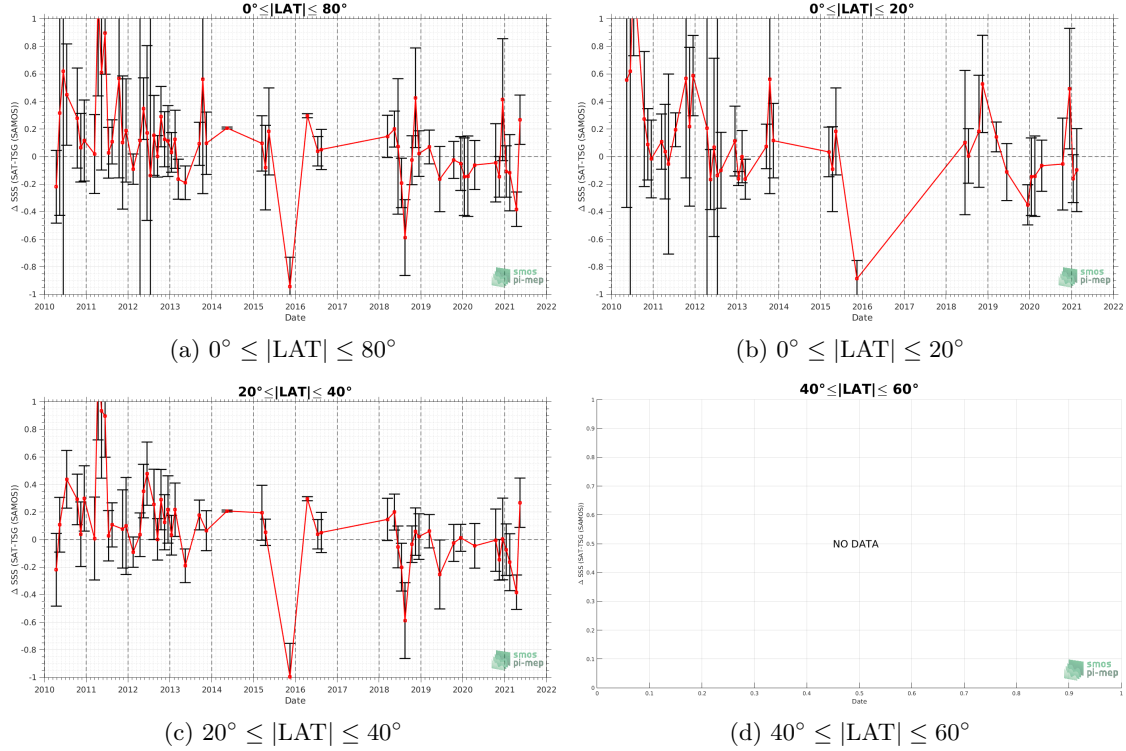 0°≤|LAT|≤ 80°
Δ SSS (SAT-TSG (SAMOS))
1
0.8
0.6
0.4
0.2
0
-0.2
-0.4
-0.6
-0.8
-1
2010 2011 2012 2013 2014 2015 2016 2017 2018 2019 2020 2021 2022
Date
smos
pi-mep
(a) 0° ≤ |LAT| ≤ 80°
0°≤|LAT|≤ 20°
Δ SSS (SAT-TSG (SAMOS))
1
0.8
0.6
0.4
0.2
0
-0.2
-0.4
-0.6
-0.8
-1
2010 2011 2012 2013 2014 2015 2016 2017 2018 2019 2020 2021 2022
Date
smos
pi-mep
(b) 0° ≤ |LAT| ≤ 20°
20°≤|LAT|≤ 40°
Δ SSS (SAT-TSG (SAMOS))
1
0.8
0.6
0.4
0.2
0
-0.2
-0.4
-0.6
-0.8
-1
2010 2011 2012 2013 2014 2015 2016 2017 2018 2019 2020 2021 2022
Date
smos
pi-mep
(c) 20° ≤ |LAT| ≤ 40°
40°≤|LAT|≤ 60°
Δ SSS (SAT-TSG (SAMOS))
1
0.9
0.8
0.7
0.6
0.5
0.4
0.3
0.2
0.1
0
NO DATA
0 0.1 0.2 0.3 0.4 0.5 0.6 0.7 0.8 0.9 1
Date
smos
pi-mep
(d) 40° ≤ |LAT| ≤ 60°